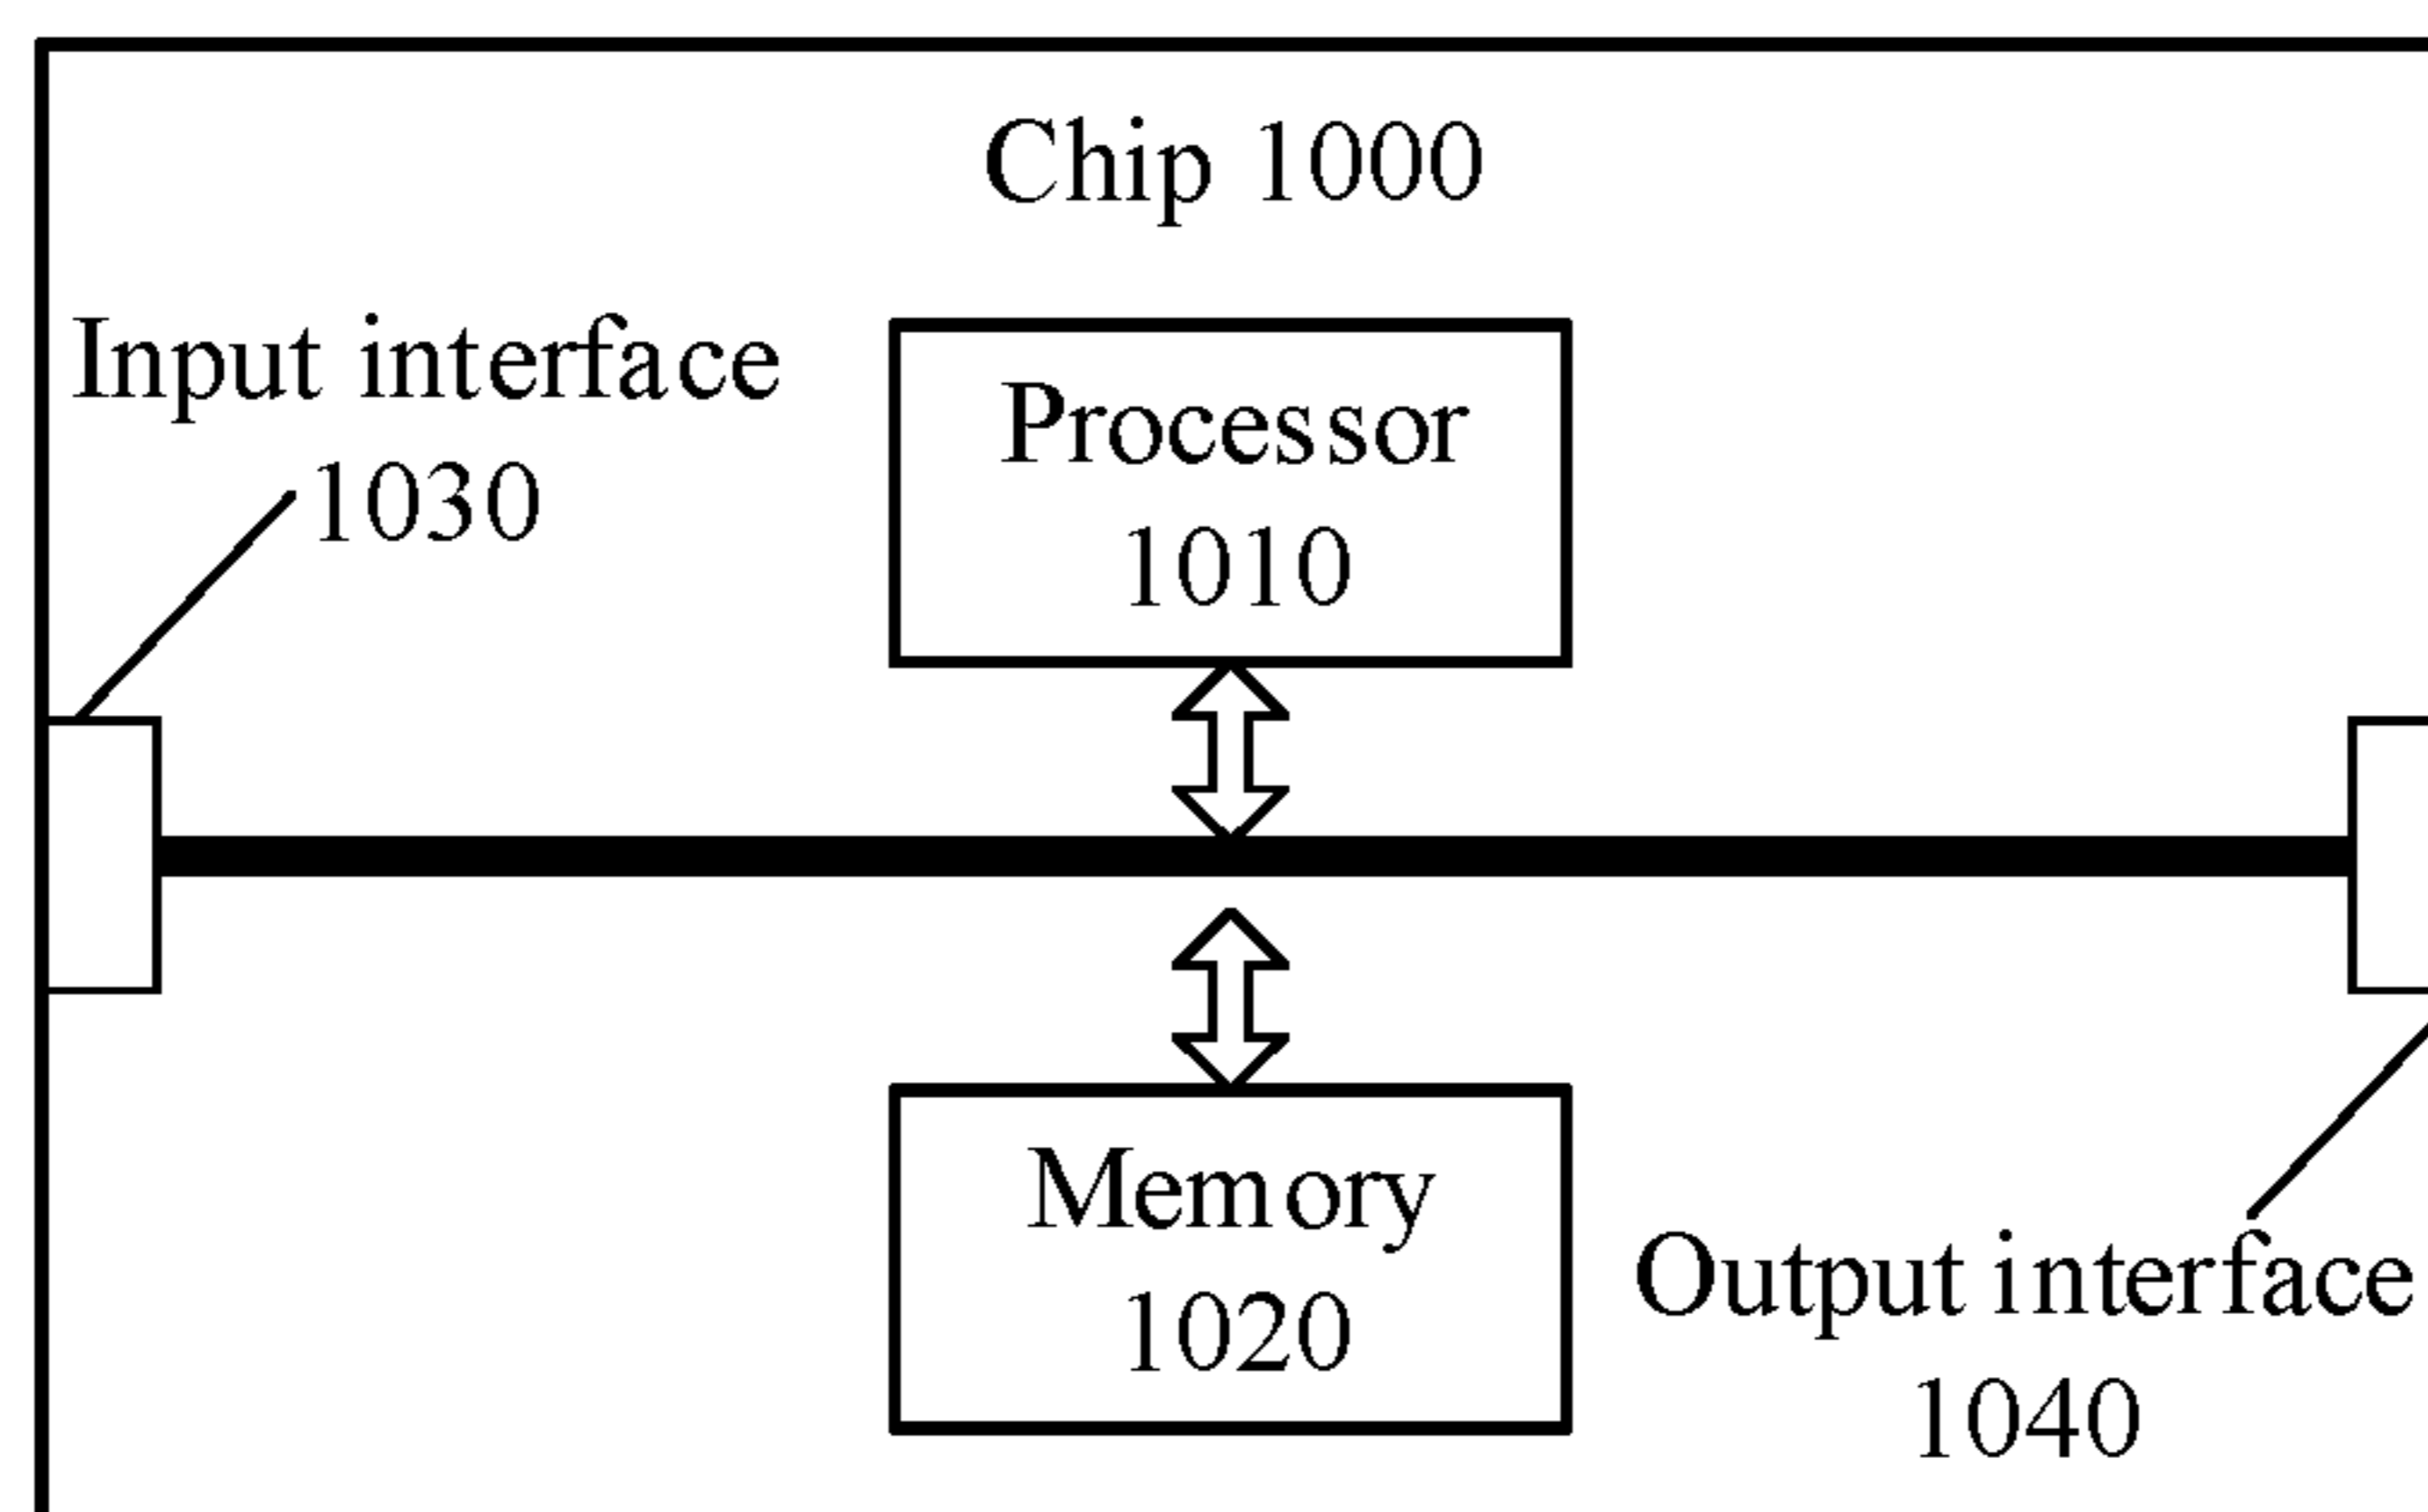 Chip 1000
Input interface
1030
Processor
1010
Memory
1020
Output interface
1040